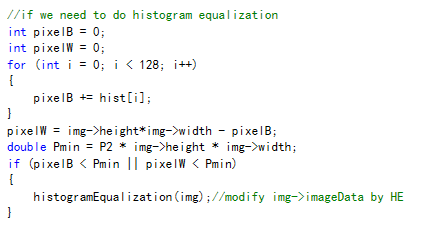 //if we need to do histogram equalization
int pixelB = 0;
int pixelW = 0;
for (int i = 0; i < 128; i++)
{
    pixelB += hist[i];
}
pixelW = img->height*img->width - pixelB;
double Pmin = P2 * img->height * img->width;
if (pixelB < Pmin || pixelW < Pmin)
{
    histogramEqualization(img);//modify img->imageData by HE
}